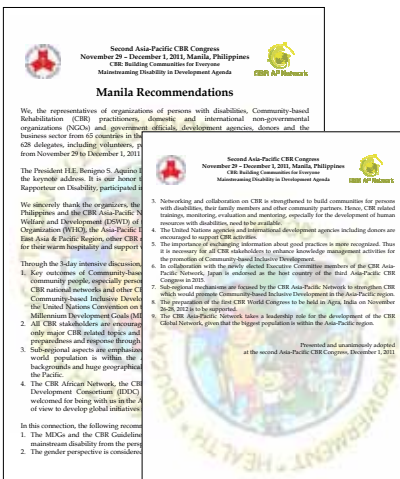 Second Asia-Pacific CBR Congress
November 29 – December 1, 2011, Manila, Philippines
CBR: Building Communities for Everyone
Mainstreaming Disability in Development Agenda
CBR AP Network
Manila Recommendations
We, the representatives of organizations of persons with disabilities, Community-based
Rehabilitation (CBR) practitioners, domestic and international non-governmental
organizations (NGOs) and government officials, development agencies, donors and the
business sector from 65 countries in the
628 delegates, including volunteers, p
from November 29 to December 1, 2011
The President H.E. Benigno S. Aquino I
the keynote address. It is our honor t
Rapporteur on Disability, participated i
We sincerely thank the organizers, the
Philippines and the CBR Asia-Pacific N
Welfare and Development (DSWD) of
Organization (WHO), the Asia-Pacific I
East Asia & Pacific Region, other CBR
for their warm hospitality and support
Through the 3-day intensive discussion,
1. Key outcomes of Community-base
community people, especially person
CBR national networks and other C
Community-based Inclusive Develo
the United Nations Convention on
Millennium Development Goals (MI
2. All CBR stakeholders are encourag
only major CBR related topics and
preparedness and response through
3. Sub-regional aspects are emphasize
world population is within the
backgrounds and huge geographical
the Pacific.
4. The CBR African Network, the CBI
Development Consortium (IDDC)
welcomed for being with us in the A
of view to develop global initiatives
In this connection, the following recomm
1. The MDGs and the CBR Guideline
mainstream disability from the persp
2. The gender perspective is considered
Second Asia-Pacific CBR Congress
November 29 – December 1, 2011, Manila, Philippines
CBR: Building Communities for Everyone
Mainstreaming Disability in Development Agenda
CBR AP Network
3. Networking and collaboration on CBR is strengthened to build communities for persons
with disabilities, their family members and other community partners. Hence, CBR related
trainings, monitoring, evaluation and mentoring, especially for the development of human
resources with disabilities, need to be available.
4. The United Nations agencies and international development agencies including donors are
encouraged to support CBR activities.
5. The importance of exchanging information about good practices is more recognized. Thus
it is necessary for all CBR stakeholders to enhance knowledge management activities for
the promotion of Community-based Inclusive Development.
6. In collaboration with the newly elected Executive Committee members of the CBR Asia-
Pacific Network, Japan is endorsed as the host country of the third Asia-Pacific CBR
Congress in 2015.
7. Sub-regional mechanisms are focused by the CBR Asia-Pacific Network to strengthen CBR
which would promote Community-based Inclusive Development in the Asia-Pacific region.
8. The preparation of the first CBR World Congress to be held in Agra, India on November
26-28, 2012 is to be supported.
9. The CBR Asia-Pacific Network takes a leadership role for the development of the CBR
Global Network, given that the biggest population is within the Asia-Pacific region.
Presented and unanimously adopted
at the second Asia-Pacific CBR Congress, December 1, 2011